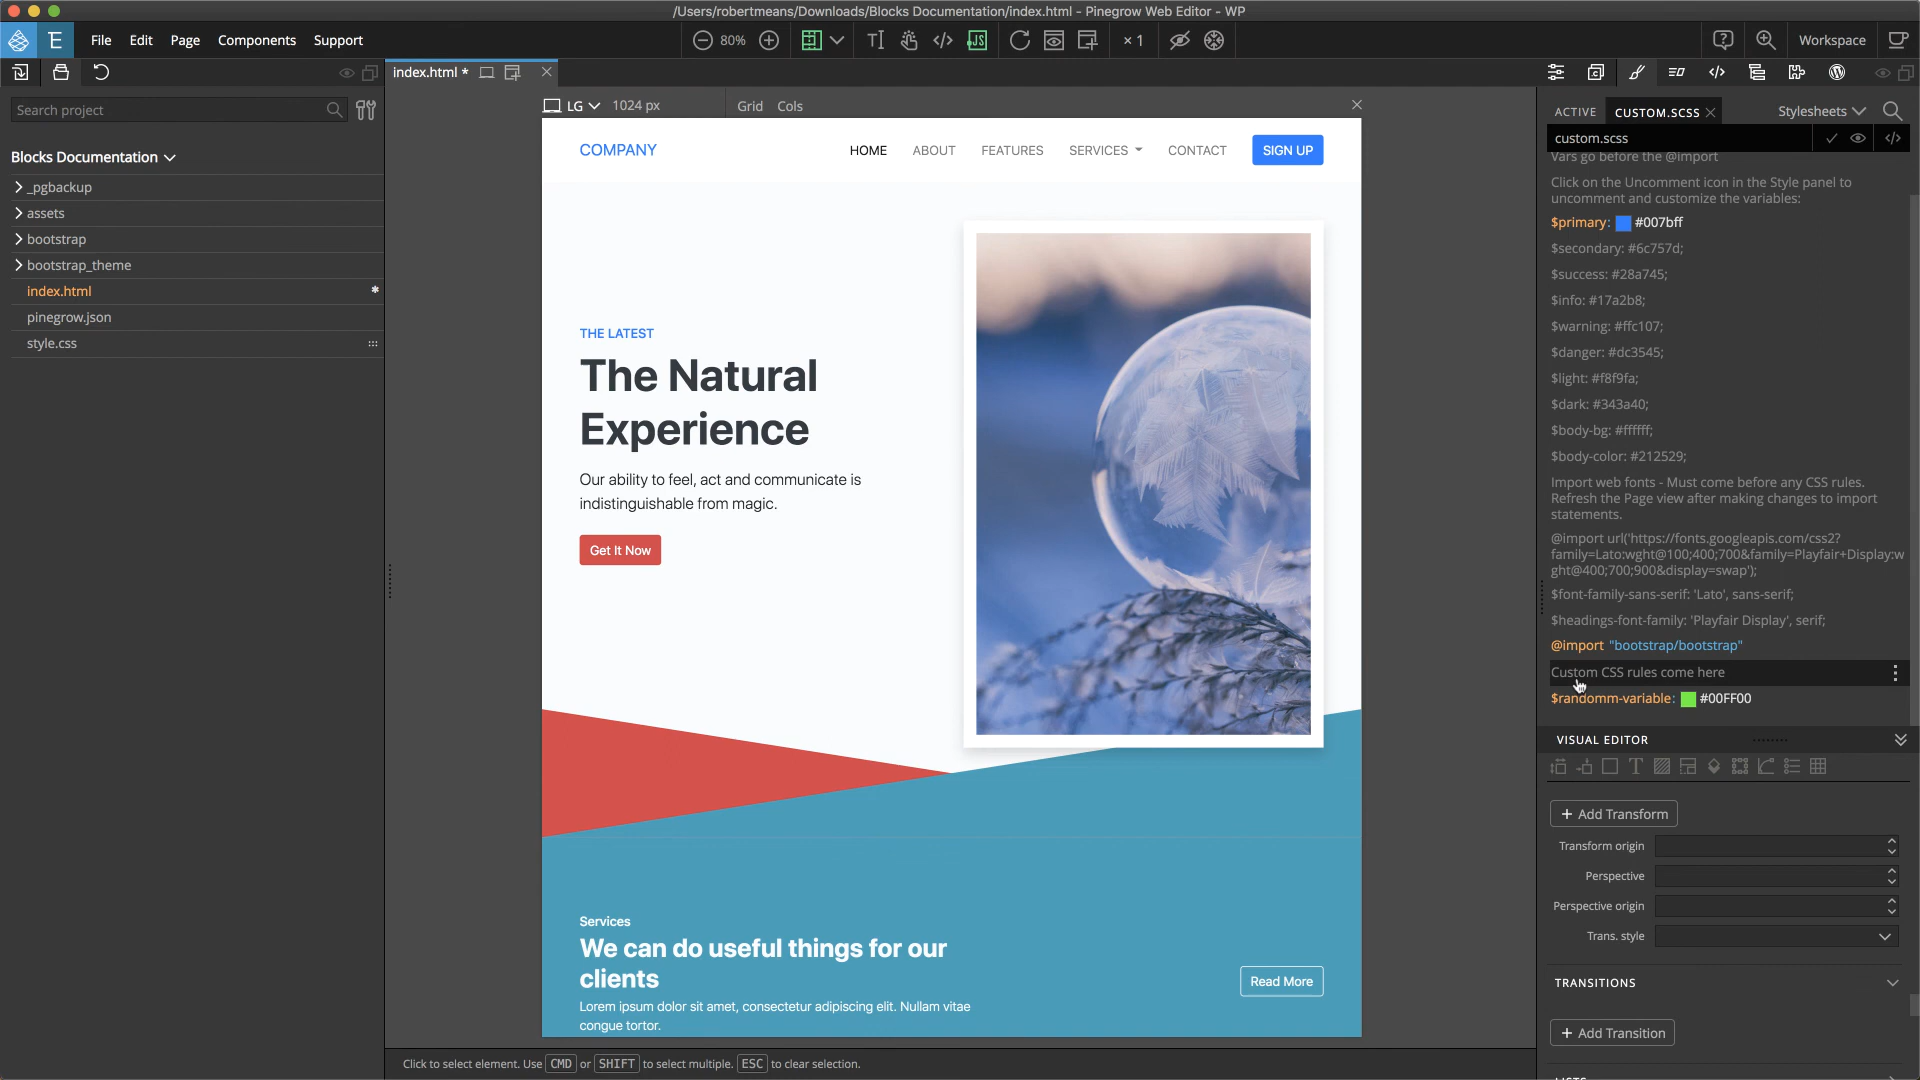 /Users/robertmeans/Downloads/Blocks Documentation/index.html - Pinegrow Web Editor - WP
File Edit Page Components Support
80%
× 1
Workspace
index.html *
ACTIVE CUSTOM.SCSS Stylesheets
Search project
LG 1024 px Grid Cols
custom.scss
Blocks Documentation
_pgbackup
assets
bootstrap
bootstrap_theme
index.html *
pinegrow.json
style.css
COMPANY
HOME ABOUT FEATURES SERVICES CONTACT SIGN UP
THE LATEST
The Natural
Experience
Our ability to feel, act and communicate is
indistinguishable from magic.
Get It Now
Services
We can do useful things for our
clients
Lorem ipsum dolor sit amet, consectetur adipiscing elit. Nullam vitae
congue tortor.
Read More
Click to select element. Use CMD or SHIFT to select multiple. ESC to clear selection.
Vars go before the @import
Click on the Uncomment icon in the Style panel to
uncomment and customize the variables:
$primary: #007bff
$secondary: #6c757d;
$success: #28a745;
$info: #17a2b8;
$warning: #ffc107;
$danger: #dc3545;
$light: #f8f9fa;
$dark: #343a40;
$body-bg: #ffffff;
$body-color: #212529;
Import web fonts - Must come before any CSS rules.
Refresh the Page view after making changes to import
statements.
@import url('https://fonts.googleapis.com/css2?
family=Lato:wght@100;400;700&family=Playfair+Display:w
ght@400;700;900&display=swap');
$font-family-sans-serif: 'Lato', sans-serif;
$headings-font-family: 'Playfair Display', serif;
@import "bootstrap/bootstrap"
Custom CSS rules come here
$randomm-variable: #00FF00
VISUAL EDITOR
+ Add Transform
Transform origin
Perspective
Perspective origin
Trans. style
TRANSITIONS
+ Add Transition